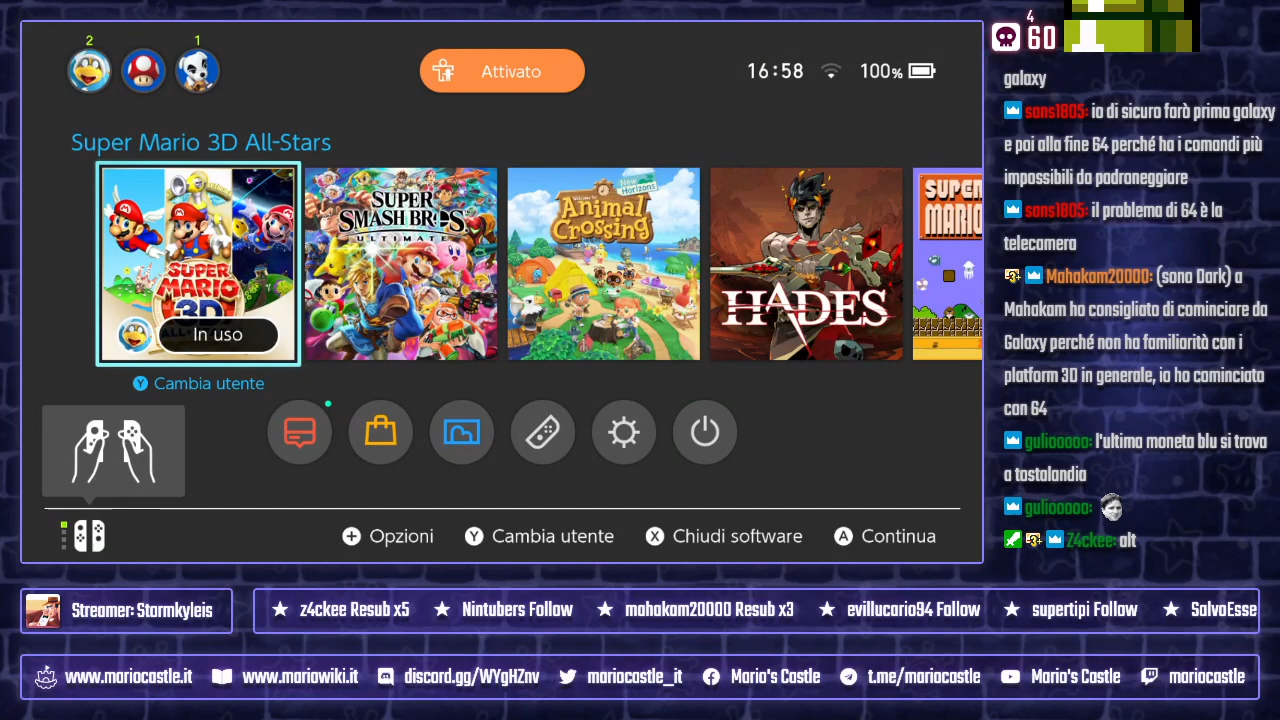 2
1
Attivato
16:58
100%
Super Mario 3D All-Stars
SUPER
MARIO
3D
In uso
SUPER
SMASH BROS.
ULTIMATE
Welcome to
Animal
Crossing
New
Horizons
HADES
SUPER
MARIO
Y Cambia utente
+ Opzioni
Y Cambia utente
X Chiudi software
A Continua
4
60
galaxy
sans1805: io di sicuro farò prima galaxy
e poi alla fine 64 perché ha i comandi più
impossibili da padroneggiare
sans1805: il problema di 64 è la
telecamera
Mahakam20000: (sono Dark) a
Mahakam ho consigliato di cominciare da
Galaxy perché non ha familiarità con i
platform 3D in generale, io ho cominciato
con 64
guliooooo: l'ultima moneta blu si trova
a tostolandia
guliooooo:
Z4ckee: alt
Streamer: Stormkyleis
★ z4ckee Resub x5 ★ Nintubers Follow ★ mahakam20000 Resub x3 ★ evillucario94 Follow ★ supertipi Follow ★ SalvaEsse
www.mariocastle.it www.mariowiki.it discord.gg/WYgHZnv mariocastle_it Mario's Castle t.me/mariocastle Mario's Castle mariocastle